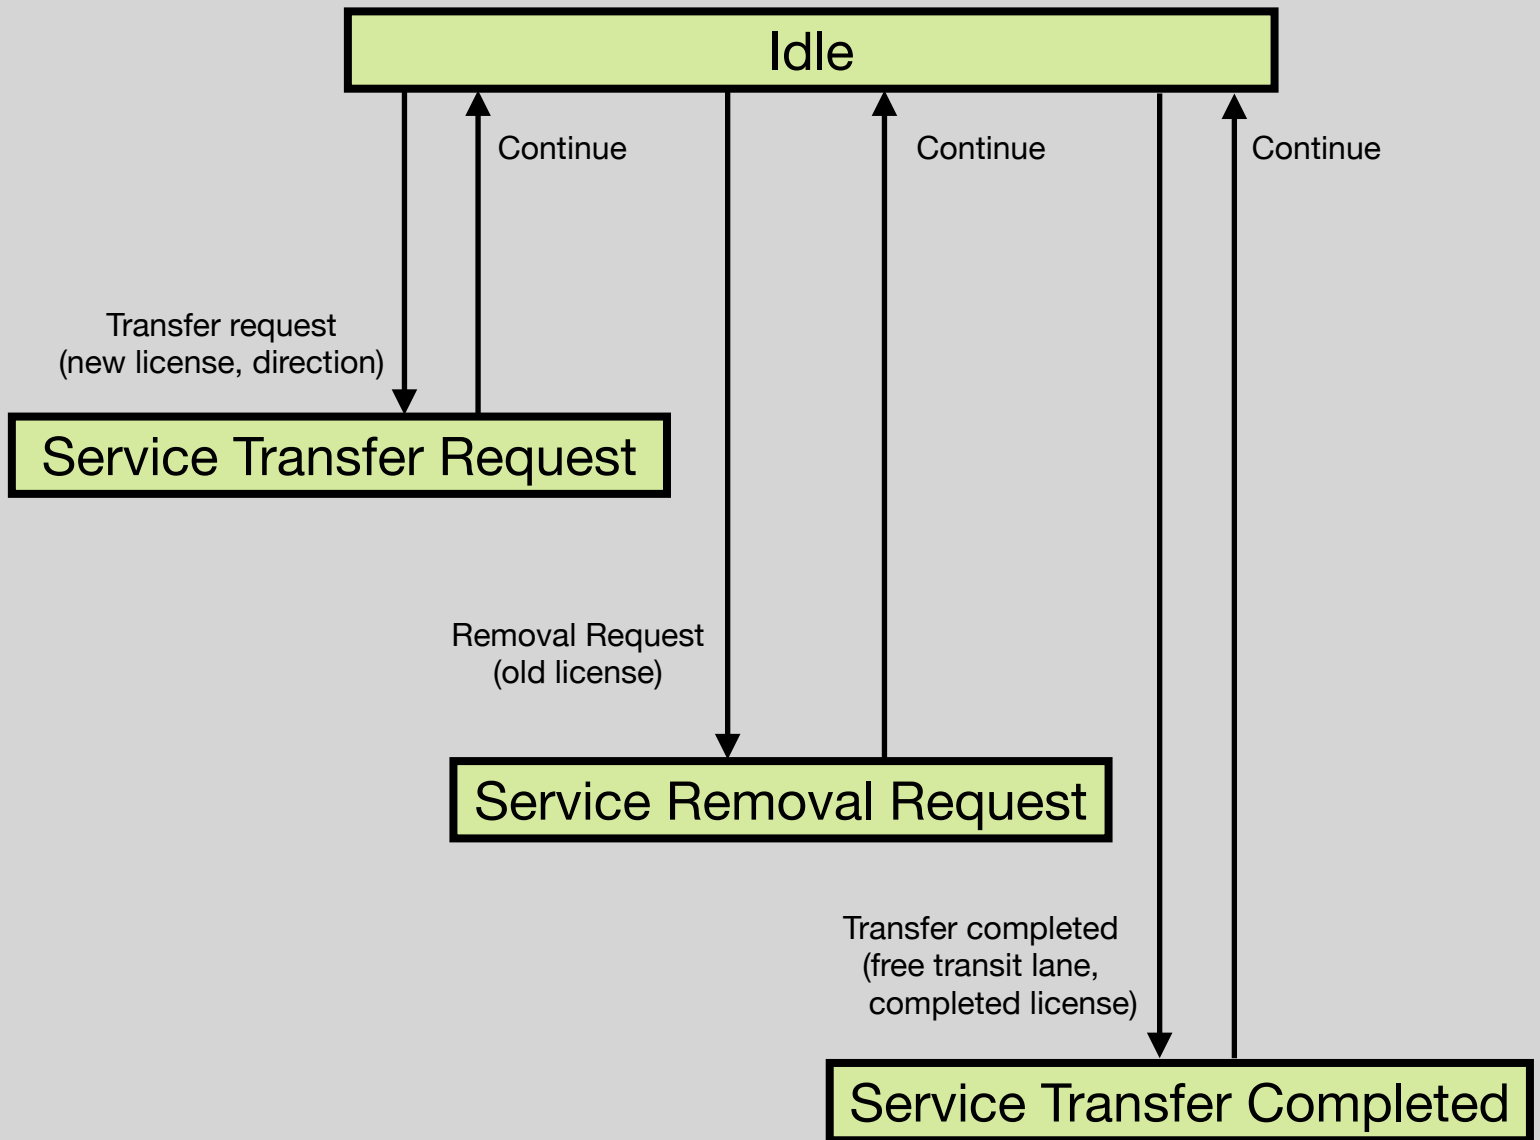 Idle
Continue
Continue
Continue
Transfer request
(new license, direction)
Service Transfer Request
Removal Request
(old license)
Service Removal Request
Transfer completed
(free transit lane,
completed license)
Service Transfer Completed